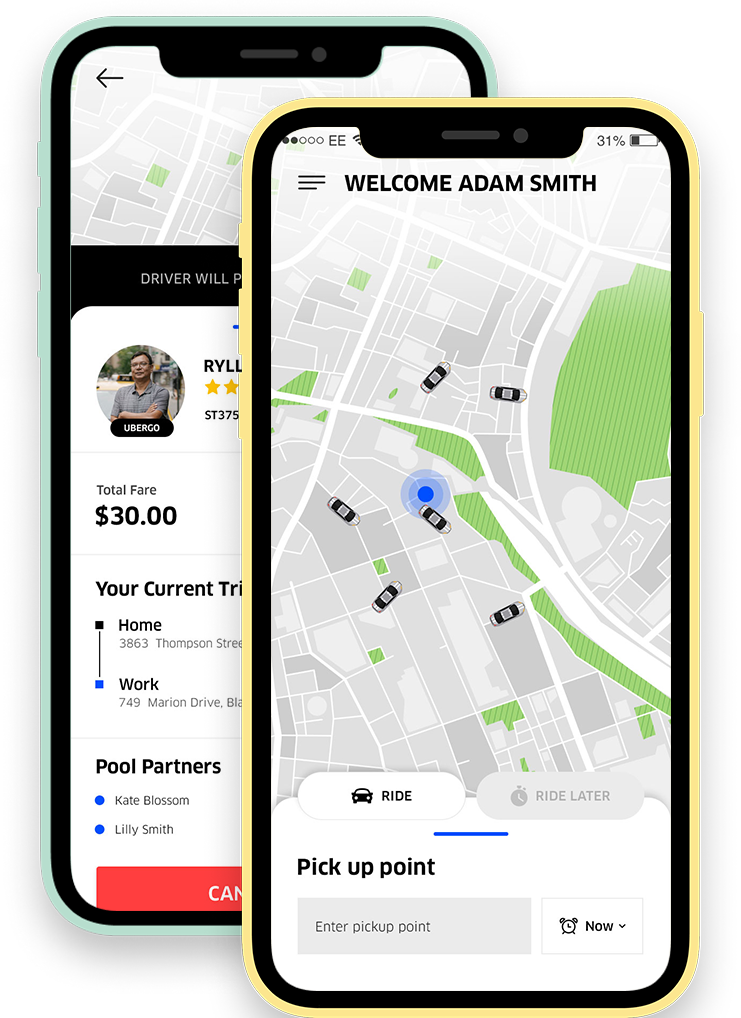 DRIVER WILL P
RYLL
UBERGO
ST375
Total Fare
$30.00
Your Current Tri
Home
3863 Thompson Stree
Work
749 Marion Drive, Bla
Pool Partners
Kate Blossom
Lilly Smith
CAN
EE
31%
WELCOME ADAM SMITH
RIDE
RIDE LATER
Pick up point
Enter pickup point
Now